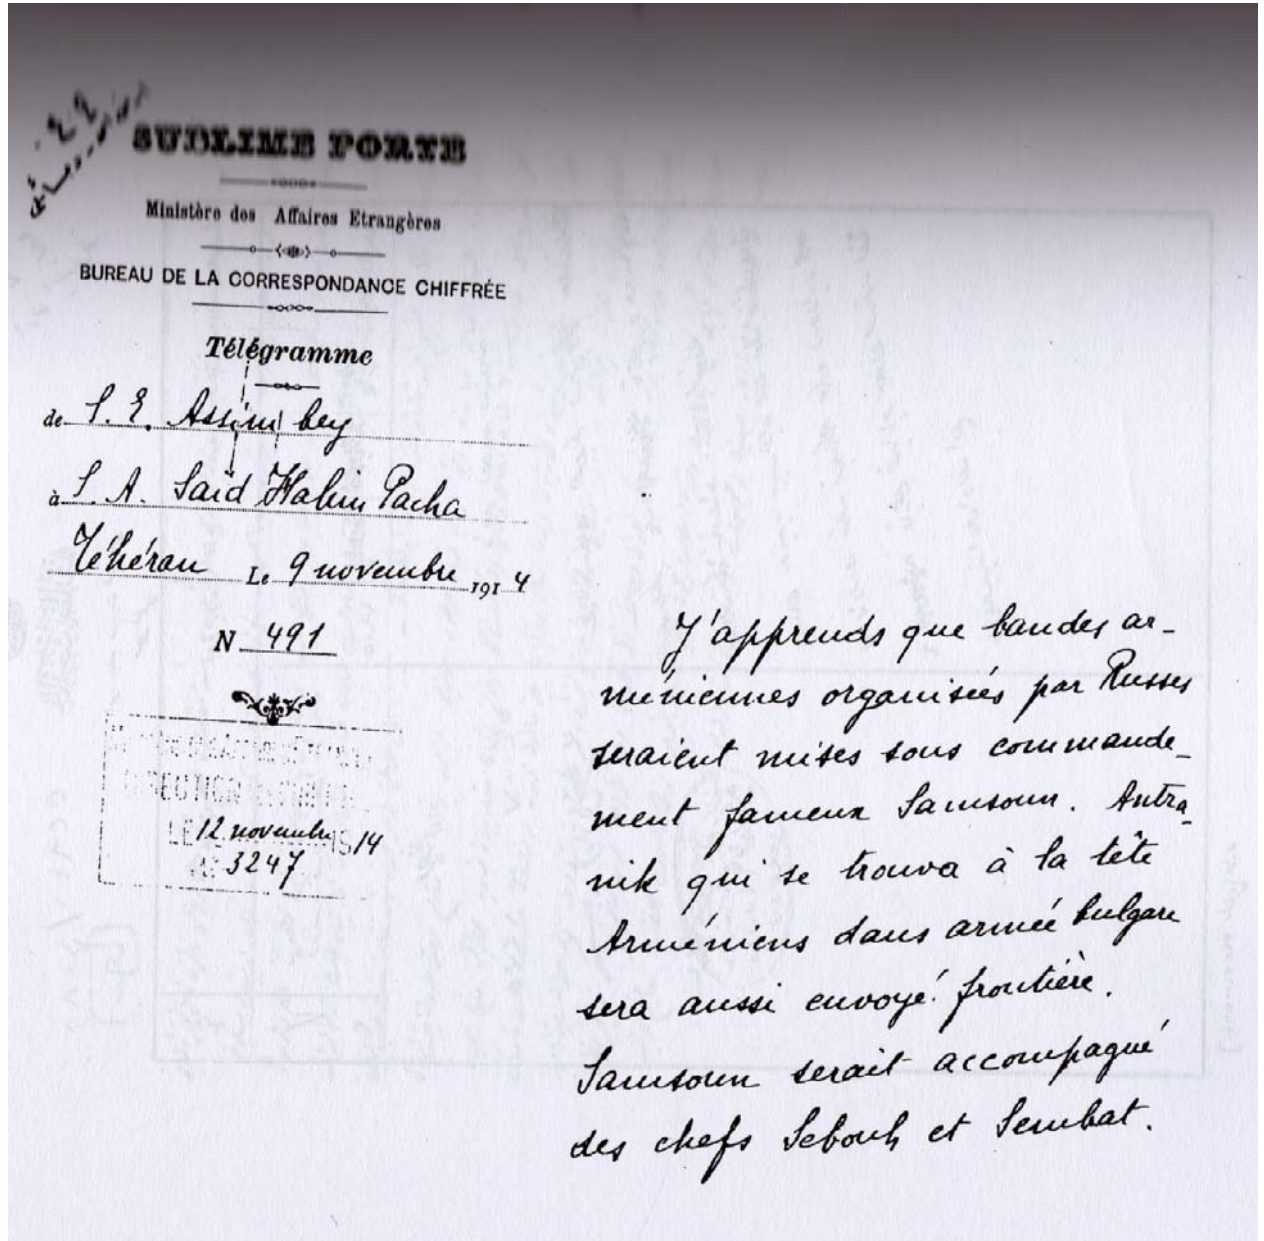 SUBLIME PORTE
Ministère des Affaires Etrangères
BUREAU DE LA CORRESPONDANCE CHIFFRÉE
Télégramme
de S. E. Assim bey
à S. A. Saïd Halim Pacha
Téhéran Le 9 novembre 1914
N 491
LE 12 novembre 1914
3247
J'apprends que bandes ar-
méniennes organisées par Russes
seraient mises sous commande-
ment fameux Samsoun. Antra-
nik qui se trouva à la tête
Arméniens dans armée bulgare
sera aussi envoyé frontière.
Samsoun serait accompagné
des chefs Sebouh et Sembat.